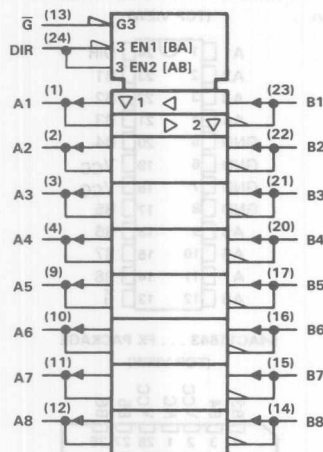 G̅ (13) G3
DIR (24) 3 EN1 [BA]
3 EN2 [AB]
A1 (1) ▽1 ◁ (23) B1
▷ 2▽
A2 (2) (22) B2
A3 (3) (21) B3
A4 (4) (20) B4
A5 (9) (17) B5
A6 (10) (16) B6
A7 (11) (15) B7
A8 (12) (14) B8